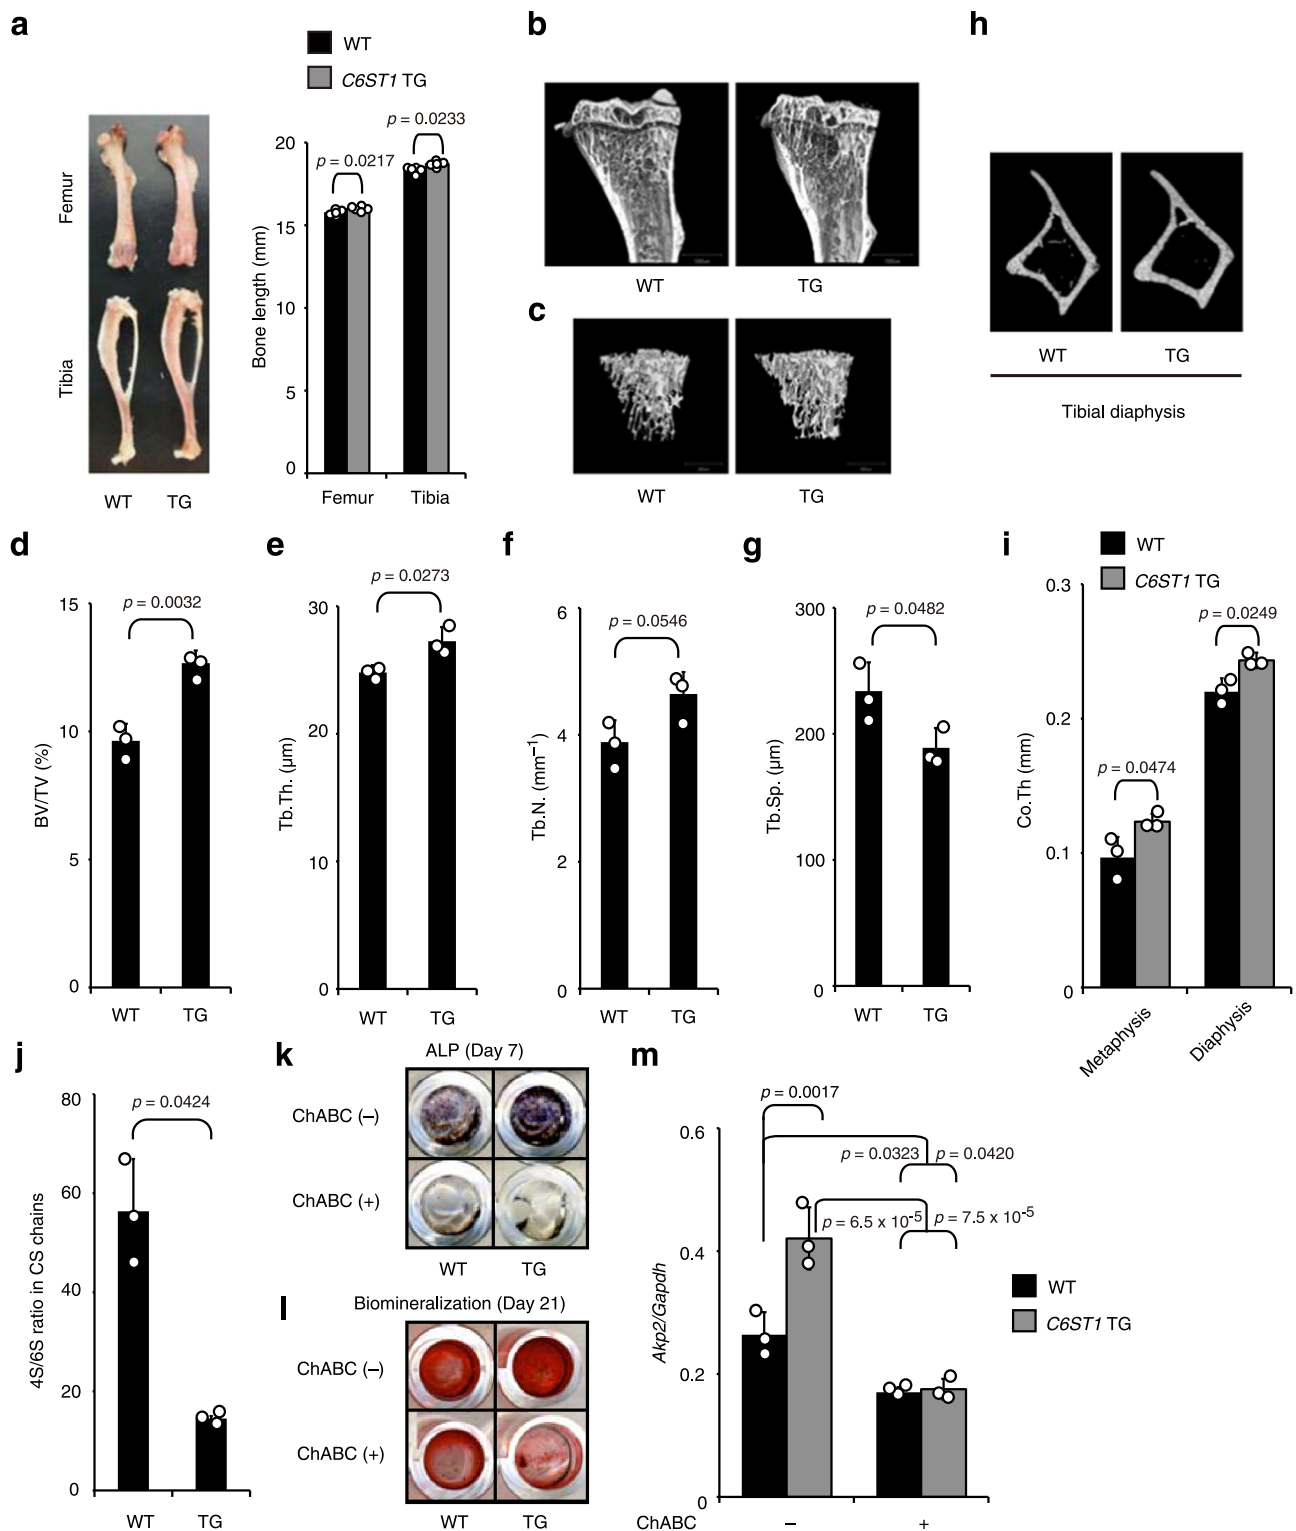 a
WT
C6ST1 TG
Femur
Tibia
WT
TG
Bone length (mm)
20
15
10
5
0
p = 0.0217
p = 0.0233
Femur
Tibia
b
WT
TG
c
WT
TG
h
WT
TG
Tibial diaphysis
d
BV/TV (%)
15
10
5
0
p = 0.0032
WT
TG
e
Tb.Th. (μm)
30
20
10
0
p = 0.0273
WT
TG
f
Tb.N. (mm⁻¹)
6
4
2
0
p = 0.0546
WT
TG
g
Tb.Sp. (μm)
300
200
100
0
p = 0.0482
WT
TG
i
WT
C6ST1 TG
Co.Th (mm)
0.3
0.2
0.1
0
p = 0.0474
p = 0.0249
Metaphysis
Diaphysis
j
4S/6S ratio in CS chains
80
60
40
20
0
p = 0.0424
WT
TG
k
ALP (Day 7)
ChABC (–)
ChABC (+)
WT
TG
l
Biomineralization (Day 21)
ChABC (–)
ChABC (+)
WT
TG
m
Akp2/Gapdh
0.6
0.4
0.2
0
p = 0.0017
p = 0.0323
p = 0.0420
p = 6.5 x 10⁻⁵
p = 7.5 x 10⁻⁵
WT
C6ST1 TG
ChABC
–
+